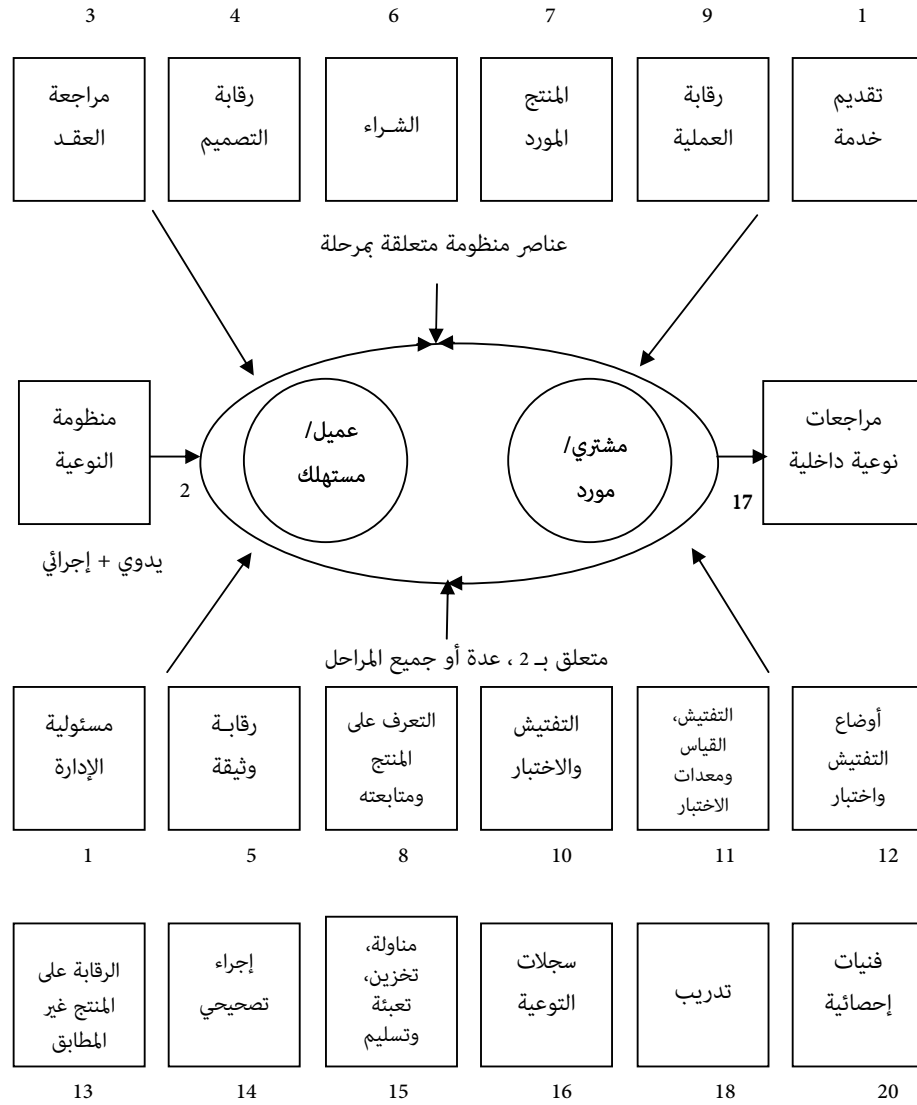 3
4
6
7
9
1
مراجعة
العقـد
رقابة
التصميم
الشـراء
المنتج
المورد
رقابة
العملية
تقديم
خدمة
عناصر منظومة متعلقة بمرحلة
منظومة
النوعية
2
عميل/
مستهلك
مشتري/
مورد
17
مراجعات
نوعية داخلية
يدوي + إجرائي
متعلق بـ 2 ، عدة أو جميع المراحل
مسئولية
الإدارة
رقابـة
وثيقة
التعرف على
المنتج
ومتابعته
التفتيش
والاختبار
التفتيش،
القياس
ومعدات
الاختبار
أوضاع
التفتيش
واختبار
1
5
8
10
11
12
الرقابة على
المنتج غير
المطابق
إجراء
تصحيحي
مناولة،
تخزين،
تعبئة
وتسليم
سجلات
التوعية
تدريب
فنيات
إحصائية
13
14
15
16
18
20